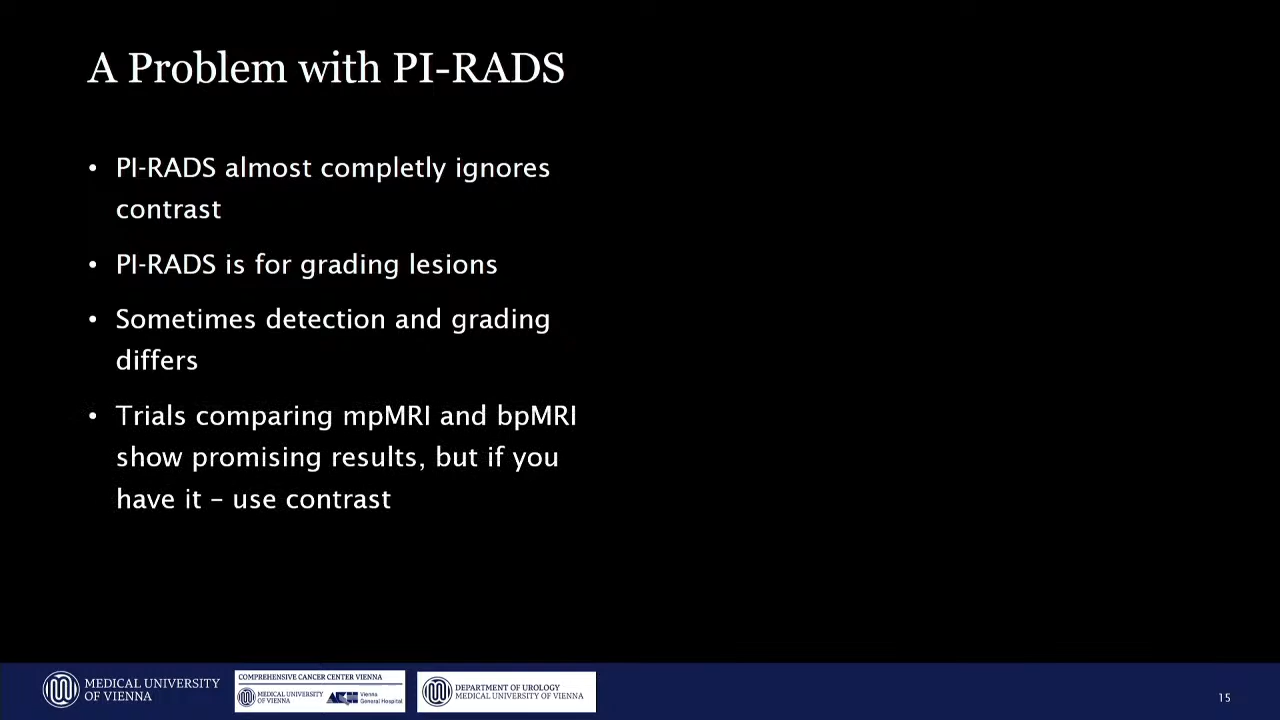 A Problem with PI-RADS
• PI-RADS almost completly ignores
contrast
• PI-RADS is for grading lesions
• Sometimes detection and grading
differs
• Trials comparing mpMRI and bpMRI
show promising results, but if you
have it – use contrast
MEDICAL UNIVERSITY
OF VIENNA
COMPREHENSIVE CANCER CENTER VIENNA
MEDICAL UNIVERSITY
OF VIENNA
AKH
Vienna
General Hospital
DEPARTMENT OF UROLOGY
MEDICAL UNIVERSITY OF VIENNA
15